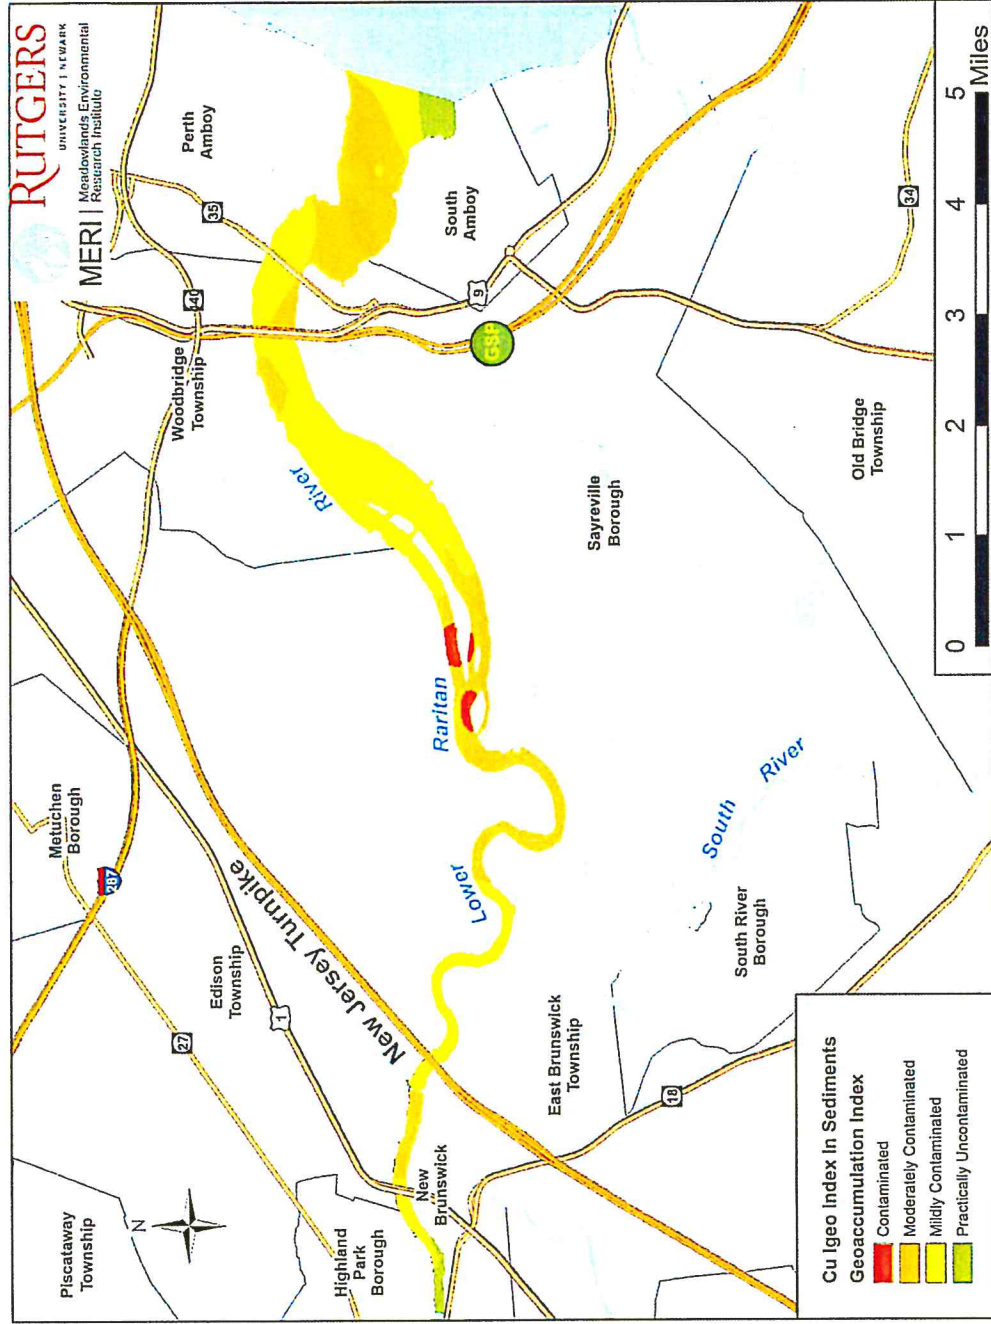 RUTGERS
UNIVERSITY | NEWARK
MERI | Meadowlands Environmental
Research Institute
Piscataway
Township
N
Highland
Park
Borough
New
Brunswick
27
Edison
Township
1
New Jersey Turnpike
287
Metuchen
Borough
Woodbridge
Township
440
35
Perth
Amboy
South
Amboy
9
GSP
34
Lower
Raritan
River
Sayreville
Borough
Old Bridge
Township
South
River
South River
Borough
East Brunswick
Township
18
Cu Igeo Index In Sediments
Geoaccumulation Index
Contaminated
Moderately Contaminated
Mildly Contaminated
Practically Uncontaminated
0 1 2 3 4 5
Miles